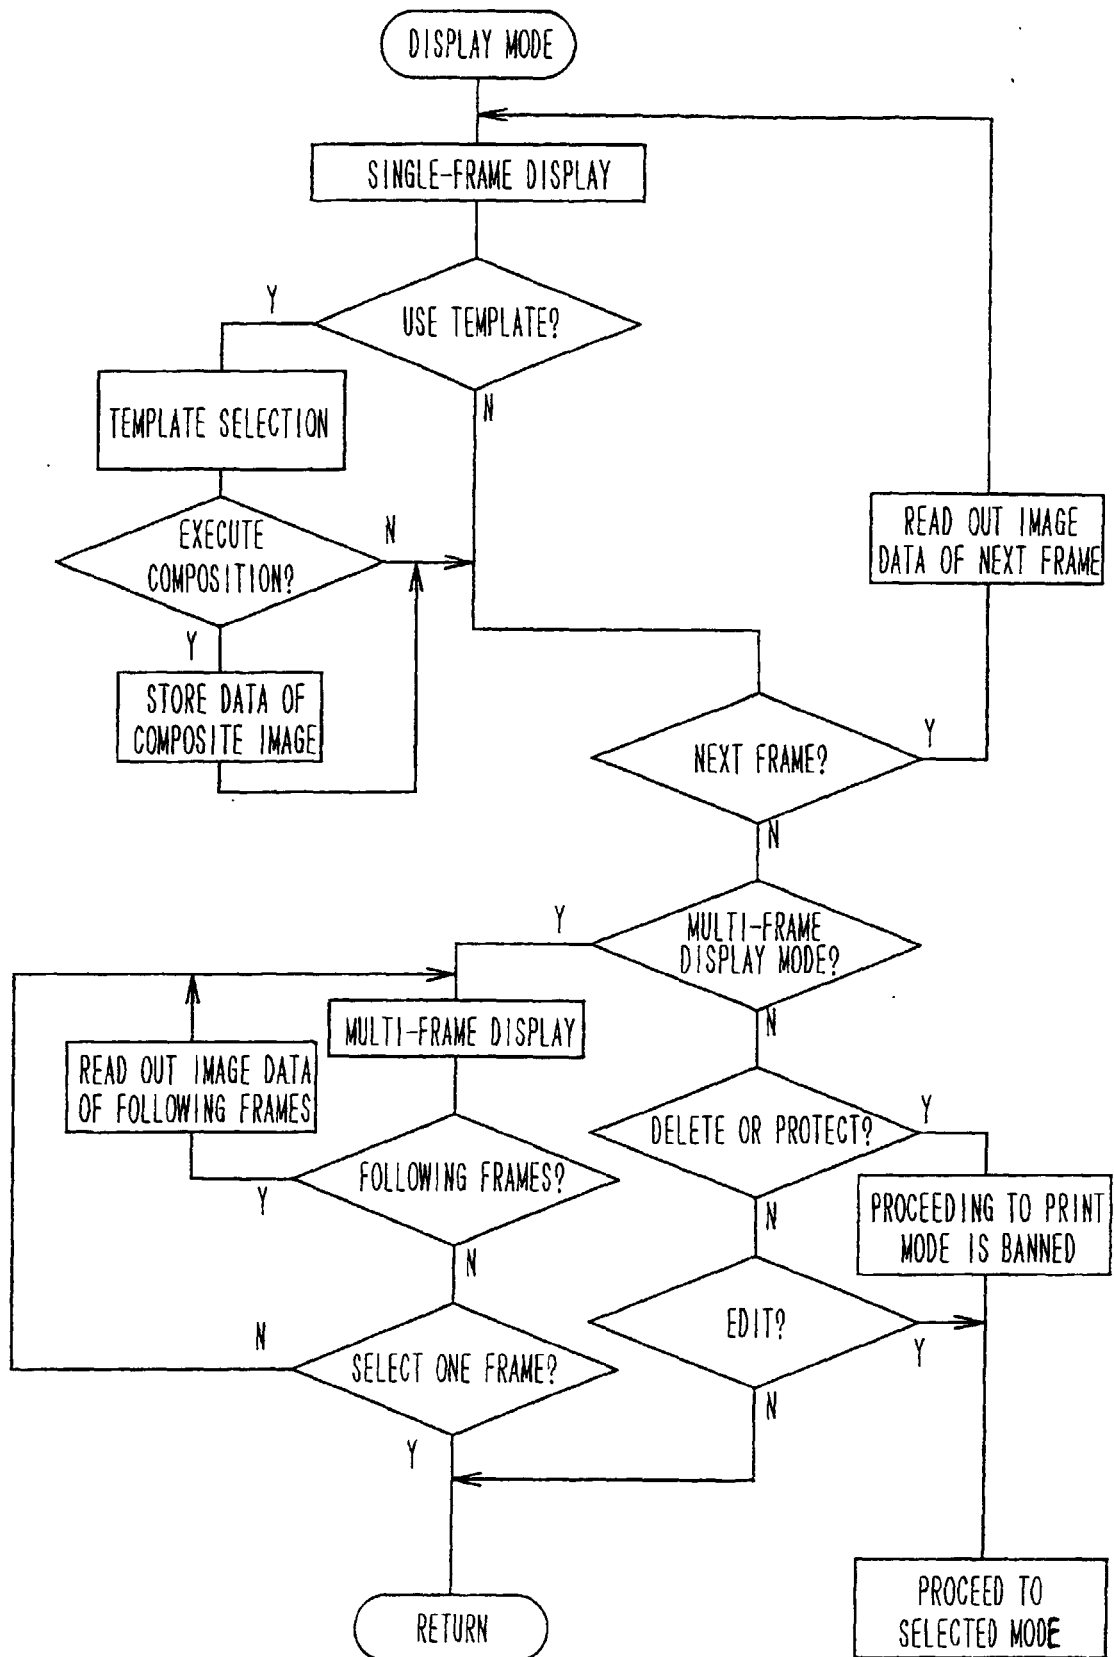 DISPLAY MODE
SINGLE-FRAME DISPLAY
Y
USE TEMPLATE?
N
TEMPLATE SELECTION
EXECUTE
COMPOSITION?
N
Y
STORE DATA OF
COMPOSITE IMAGE
READ OUT IMAGE
DATA OF NEXT FRAME
NEXT FRAME?
Y
N
MULTI-FRAME
DISPLAY MODE?
Y
N
MULTI-FRAME DISPLAY
READ OUT IMAGE DATA
OF FOLLOWING FRAMES
FOLLOWING FRAMES?
Y
N
DELETE OR PROTECT?
Y
N
PROCEEDING TO PRINT
MODE IS BANNED
EDIT?
Y
N
SELECT ONE FRAME?
N
Y
RETURN
PROCEED TO
SELECTED MODE